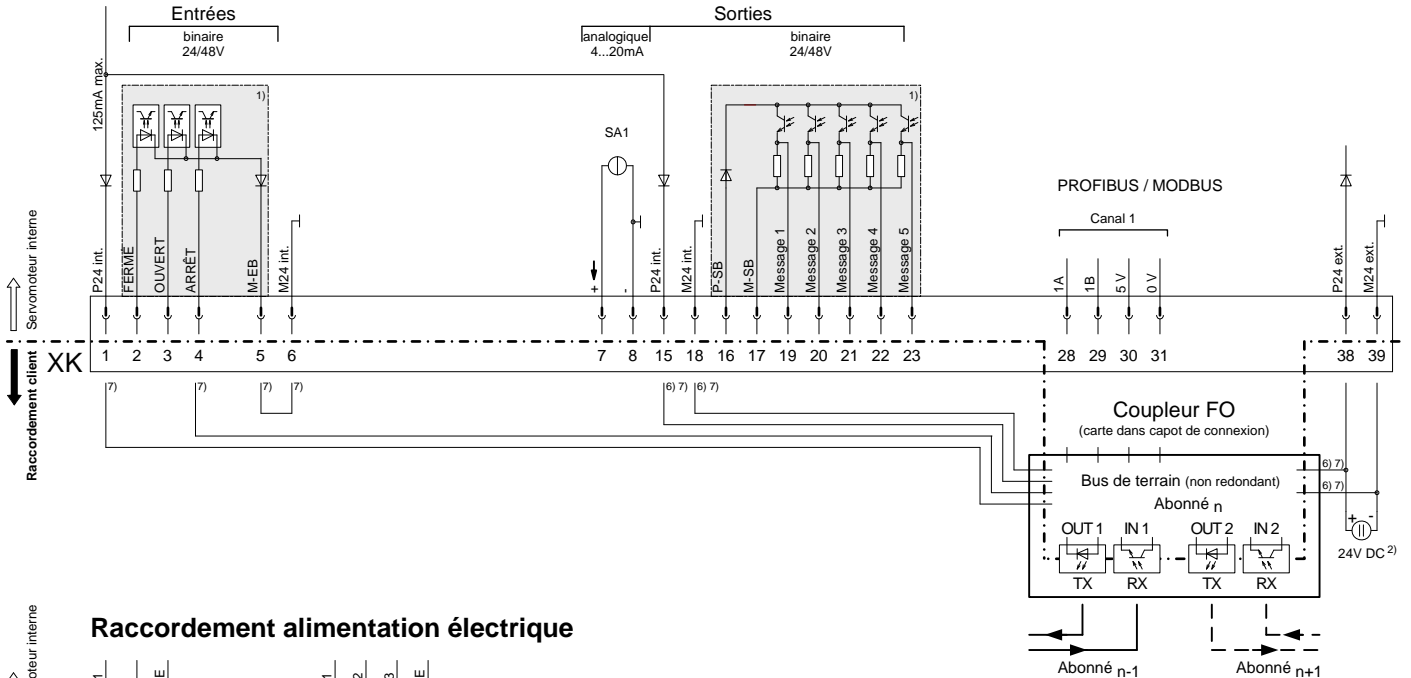 Entrées
Sorties
binaire
24/48V
analogique
4...20mA
binaire
24/48V
125mA max.
1)
1)
SA1
PROFIBUS / MODBUS
Canal 1
Servomoteur interne
P24 int.
FERMÉ
OUVERT
ARRÊT
M-EB
M24 int.
+
-
P24 int.
M24 int.
P-SB
M-SB
Message 1
Message 2
Message 3
Message 4
Message 5
1A
1B
5 V
0 V
P24 ext.
M24 ext.
XK
1 2 3 4 5 6 7 8 15 18 16 17 19 20 21 22 23 28 29 30 31 38 39
Raccordement client
7) 7) 7) 7) 6) 7) 6) 7)
Coupleur FO
(carte dans capot de connexion)
6) 7)
Bus de terrain (non redondant)
6) 7)
Abonné n
+ -
OUT 1 IN 1 OUT 2 IN 2
24V DC 2)
TX RX TX RX
Raccordement alimentation électrique
Abonné n-1
Abonné n+1
oteur interne
1
E
1
2
3
E